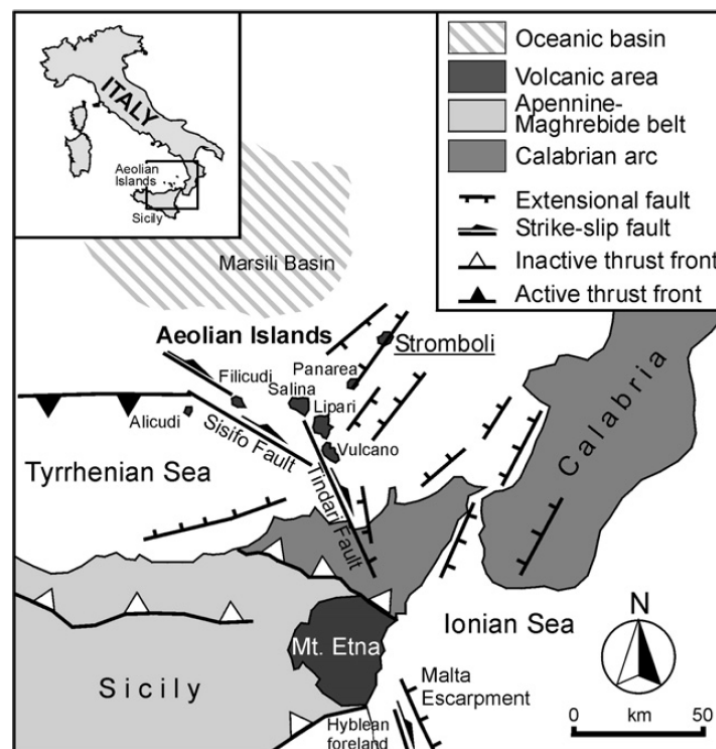 ITALY
Aeolian
Islands
Sicily
Oceanic basin
Volcanic area
Apennine-
Maghrebide belt
Calabrian arc
Extensional fault
Strike-slip fault
Inactive thrust front
Active thrust front
Marsili Basin
Aeolian Islands
Stromboli
Panarea
Filicudi
Salina
Lipari
Alicudi
Vulcano
Sisifo Fault
Tindari Fault
Tyrrhenian Sea
Calabria
Ionian Sea
Mt. Etna
Sicily
Malta
Escarpment
Hyblean
foreland
N
0 km 50